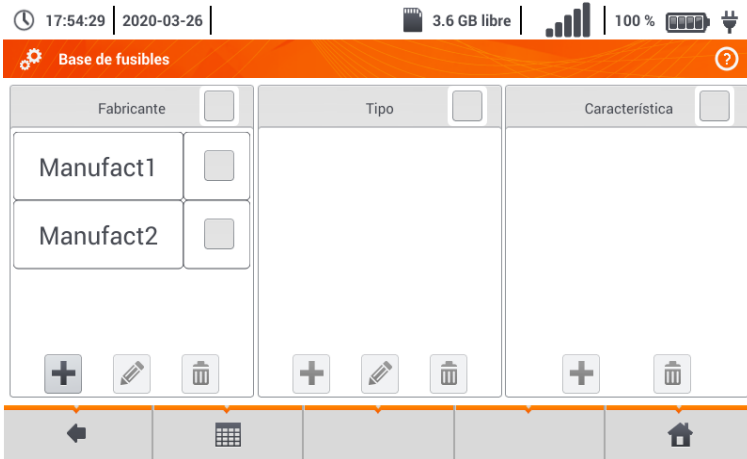 17:54:29 2020-03-26 3.6 GB libre 100 %
Base de fusibles ?
Fabricante Tipo Característica
Manufact1
Manufact2